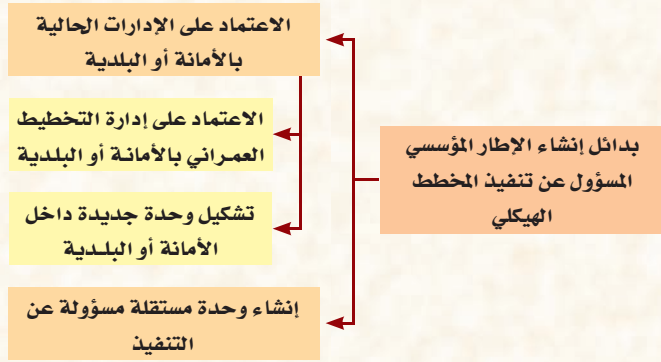 بدائل إنشاء الإطار المؤسسي
المسؤول عن تنفيذ المخطط
الهيكلي
الاعتماد على الإدارات الحالية
بالأمانة أو البلدية
الاعتماد على إدارة التخطيط
العمراني بالأمانة أو البلدية
تشكيل وحدة جديدة داخل
الأمانة أو البلدية
إنشاء وحدة مستقلة مسؤولة عن
التنفيذ